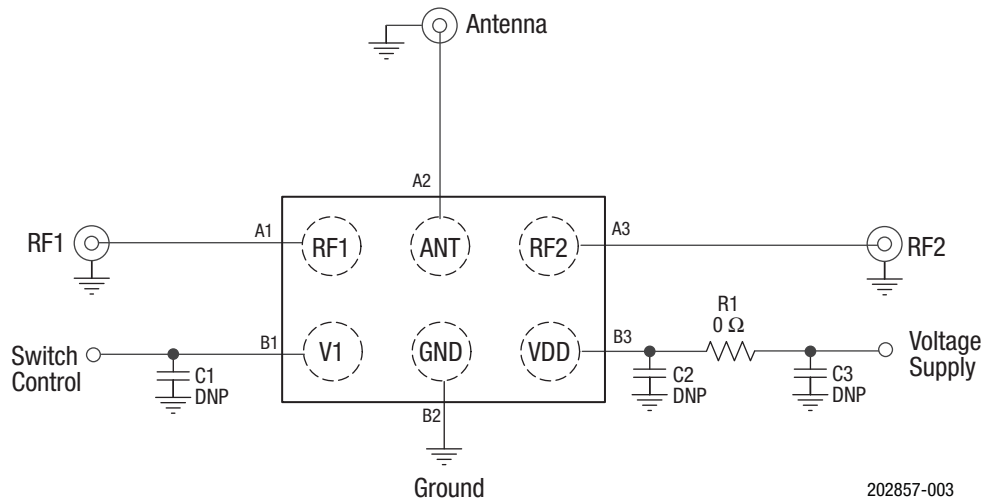 Antenna
A2
RF1
A1
RF1
ANT
RF2
A3
RF2
R1
0 Ω
Switch
Control
B1
V1
GND
VDD
B3
Voltage
Supply
C1
DNP
C2
DNP
C3
DNP
B2
Ground
202857-003